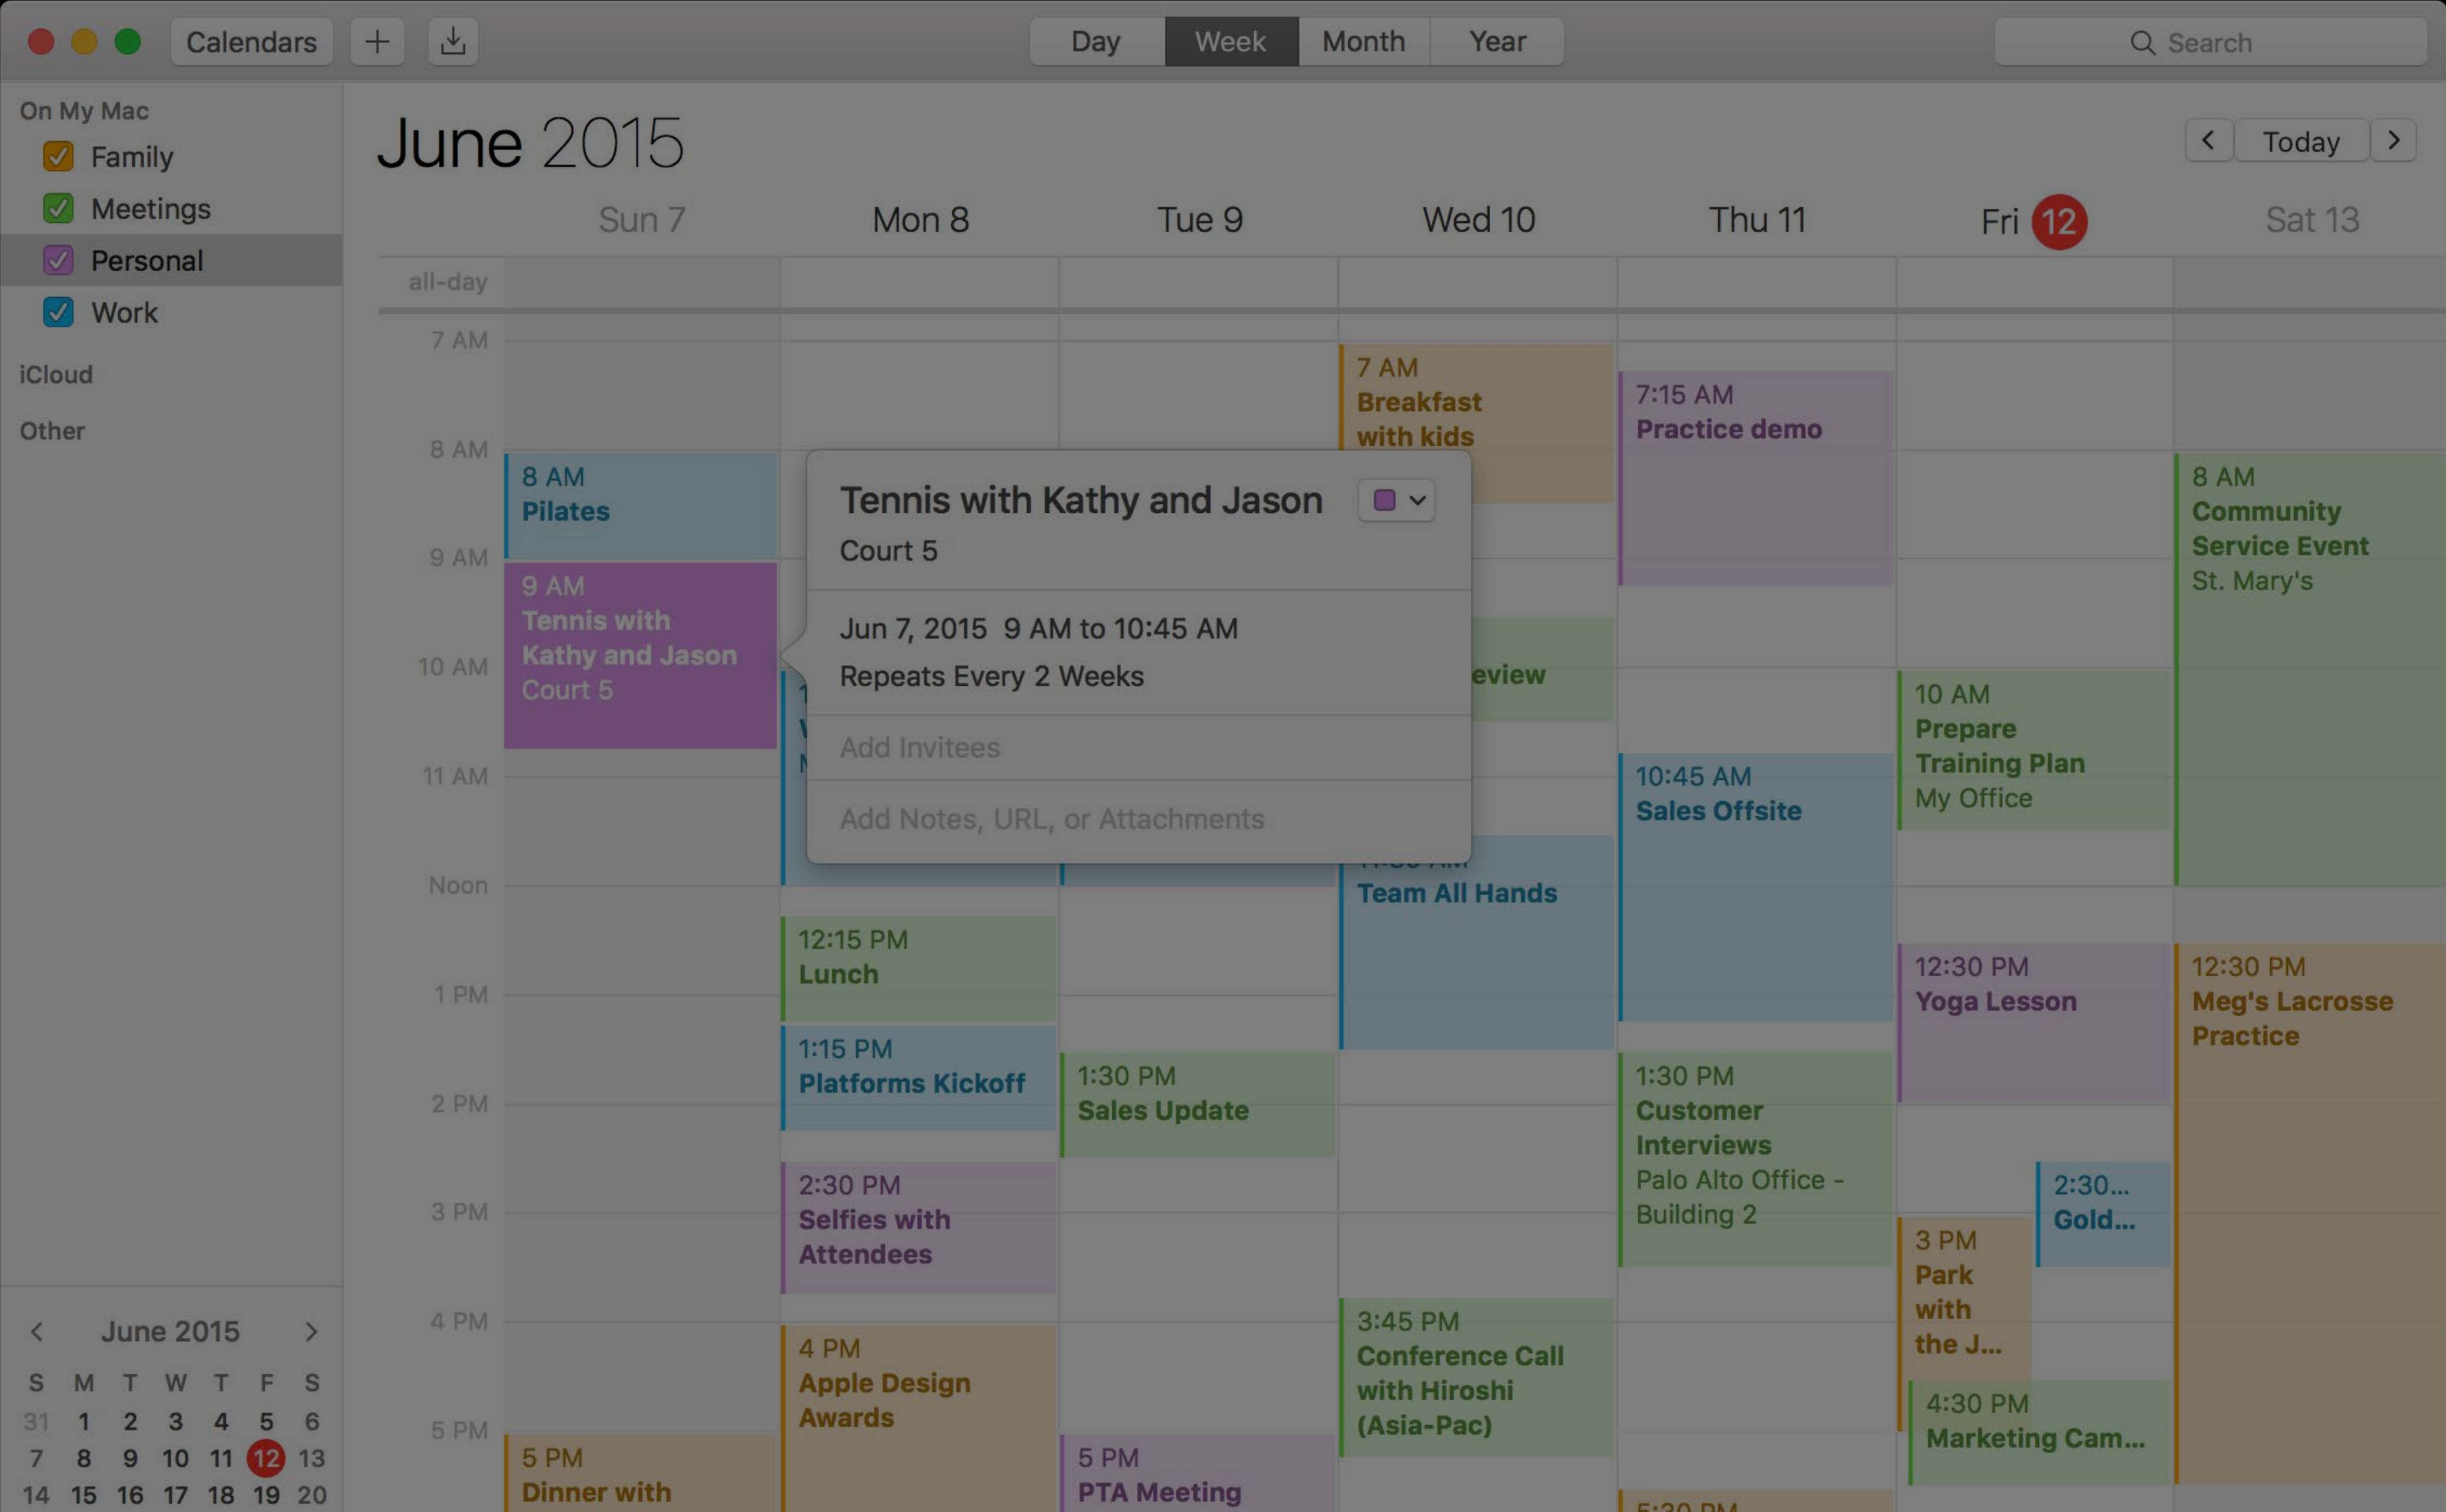 Calendars
Day Week Month Year
Search
On My Mac
Family
Meetings
Personal
Work
iCloud
Other
June 2015
Today
Sun 7 Mon 8 Tue 9 Wed 10 Thu 11 Fri 12 Sat 13
all-day
7 AM
8 AM
9 AM
10 AM
11 AM
Noon
1 PM
2 PM
3 PM
4 PM
5 PM
8 AM
Pilates
9 AM
Tennis with
Kathy and Jason
Court 5
5 PM
Dinner with
Tennis with Kathy and Jason
Court 5
Jun 7, 2015 9 AM to 10:45 AM
Repeats Every 2 Weeks
Add Invitees
Add Notes, URL, or Attachments
12:15 PM
Lunch
1:15 PM
Platforms Kickoff
2:30 PM
Selfies with
Attendees
4 PM
Apple Design
Awards
1:30 PM
Sales Update
5 PM
PTA Meeting
7 AM
Breakfast
with kids
eview
Team All Hands
3:45 PM
Conference Call
with Hiroshi
(Asia-Pac)
7:15 AM
Practice demo
10:45 AM
Sales Offsite
1:30 PM
Customer
Interviews
Palo Alto Office -
Building 2
5:30 PM
10 AM
Prepare
Training Plan
My Office
12:30 PM
Yoga Lesson
2:30...
Gold...
3 PM
Park
with
the J...
4:30 PM
Marketing Cam...
8 AM
Community
Service Event
St. Mary's
12:30 PM
Meg's Lacrosse
Practice
June 2015
S M T W T F S
31 1 2 3 4 5 6
7 8 9 10 11 12 13
14 15 16 17 18 19 20